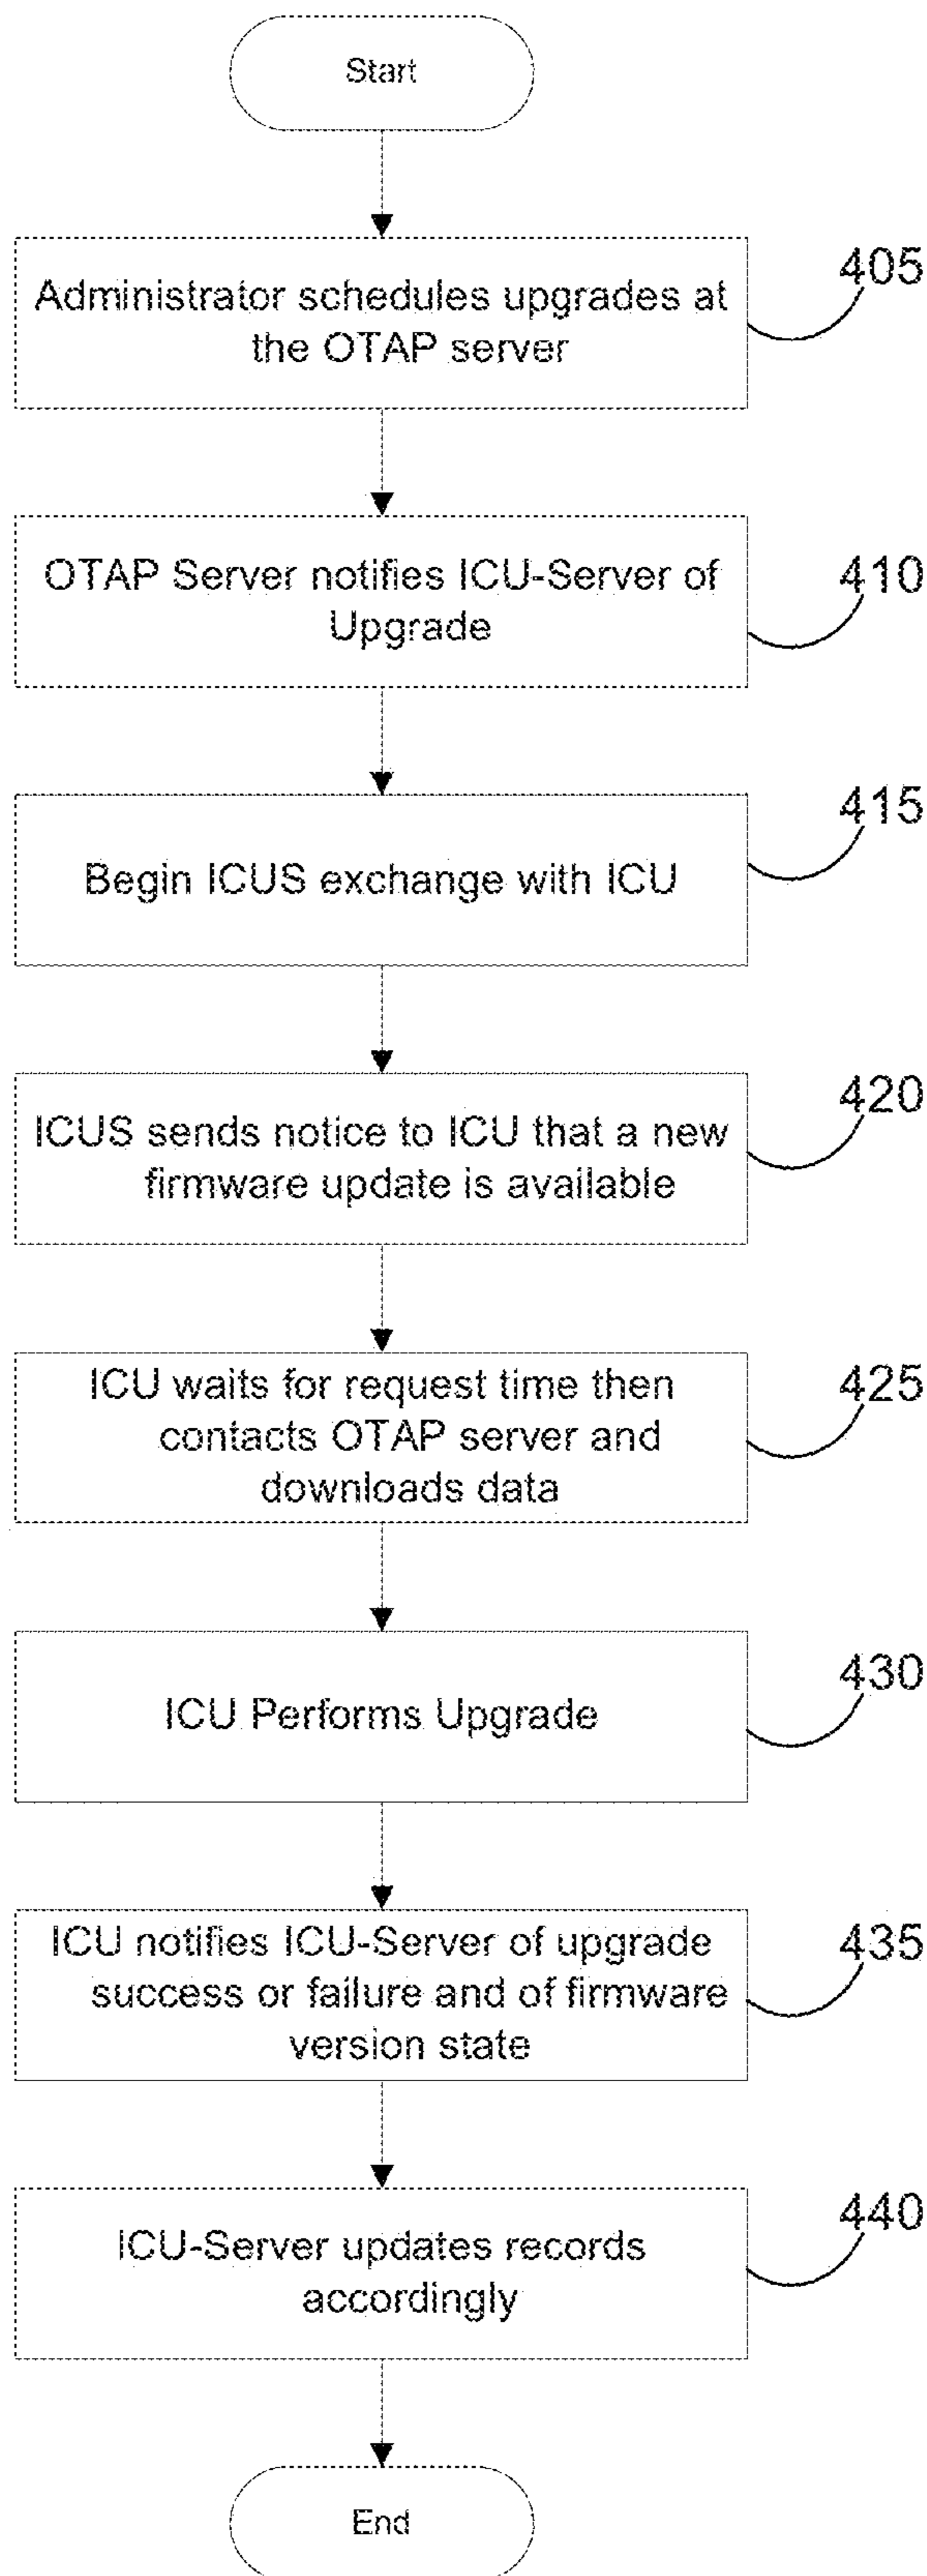 Start
Administrator schedules upgrades at
the OTAP server
405
OTAP Server notifies ICU-Server of
Upgrade
410
Begin ICUS exchange with ICU
415
ICUS sends notice to ICU that a new
firmware update is available
420
ICU waits for request time then
contacts OTAP server and
downloads data
425
ICU Performs Upgrade
430
ICU notifies ICU-Server of upgrade
success or failure and of firmware
version state
435
ICU-Server updates records
accordingly
440
End